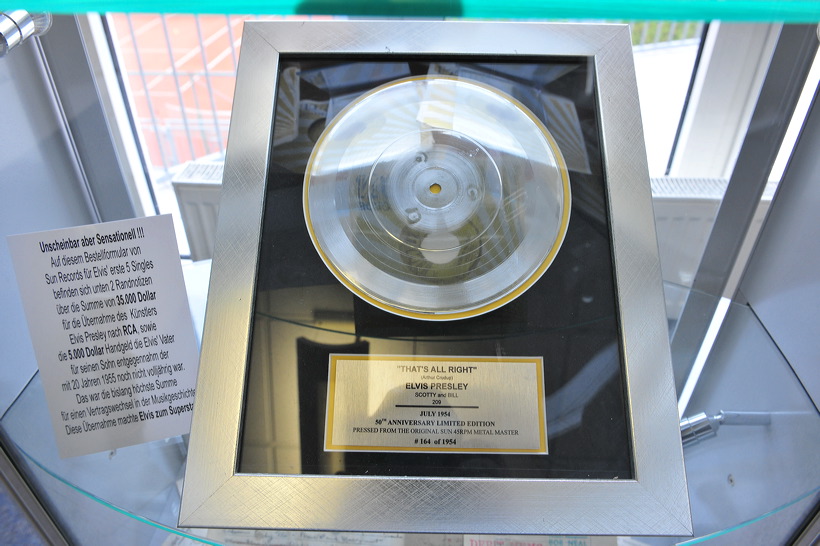 Unscheinbar aber Sensationell !!!
Auf diesem Bestellformular von
Sun Records für Elvis' erste 5 Singles
befinden sich unten 2 Randnotizen
über die Summe von 35.000 Dollar
für die Übernahme des Künstlers
Elvis Presley nach RCA, sowie
die 5.000 Dollar Handgeld die Elvis' Vater
für seinen Sohn entgegennahm der
mit 20 Jahren 1955 noch nicht volljährig war.
Das war die bislang höchste Summe
für einen Vertragswechsel in der Musikgeschichte
Diese Übernahme machte Elvis zum Supersta
"THAT'S ALL RIGHT"
(Arthur Crudup)
ELVIS PRESLEY
SCOTTY and BILL
209
JULY 1954
50TH ANNIVERSARY LIMITED EDITION
PRESSED FROM THE ORIGINAL SUN 45RPM METAL MASTER
# 164 of 1954